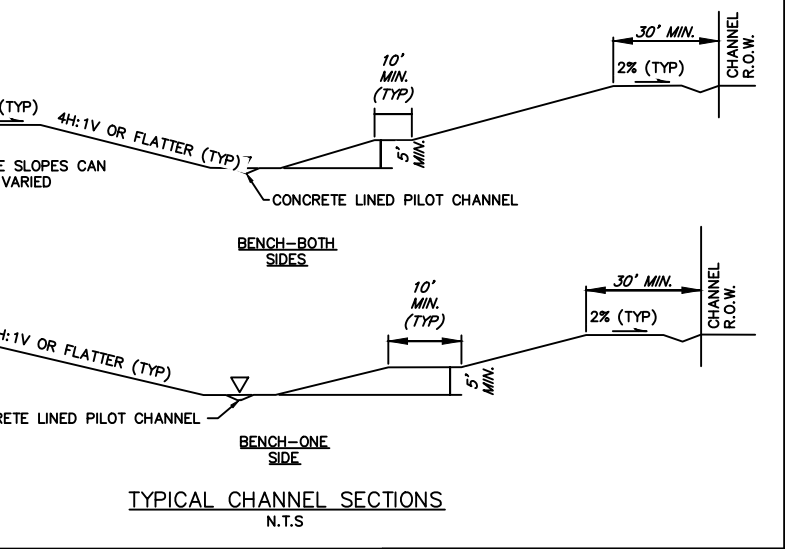 30' MIN.
CHANNEL
R.O.W.
10'
MIN.
(TYP)
2% (TYP)
(TYP)
4H:1V OR FLATTER (TYP)
5'
MIN.
SLOPES CAN
VARIED
CONCRETE LINED PILOT CHANNEL
BENCH-BOTH
SIDES
30' MIN.
CHANNEL
R.O.W.
10'
MIN.
(TYP)
2% (TYP)
H:1V OR FLATTER (TYP)
5'
MIN.
RETE LINED PILOT CHANNEL
BENCH-ONE
SIDE
TYPICAL CHANNEL SECTIONS
N.T.S